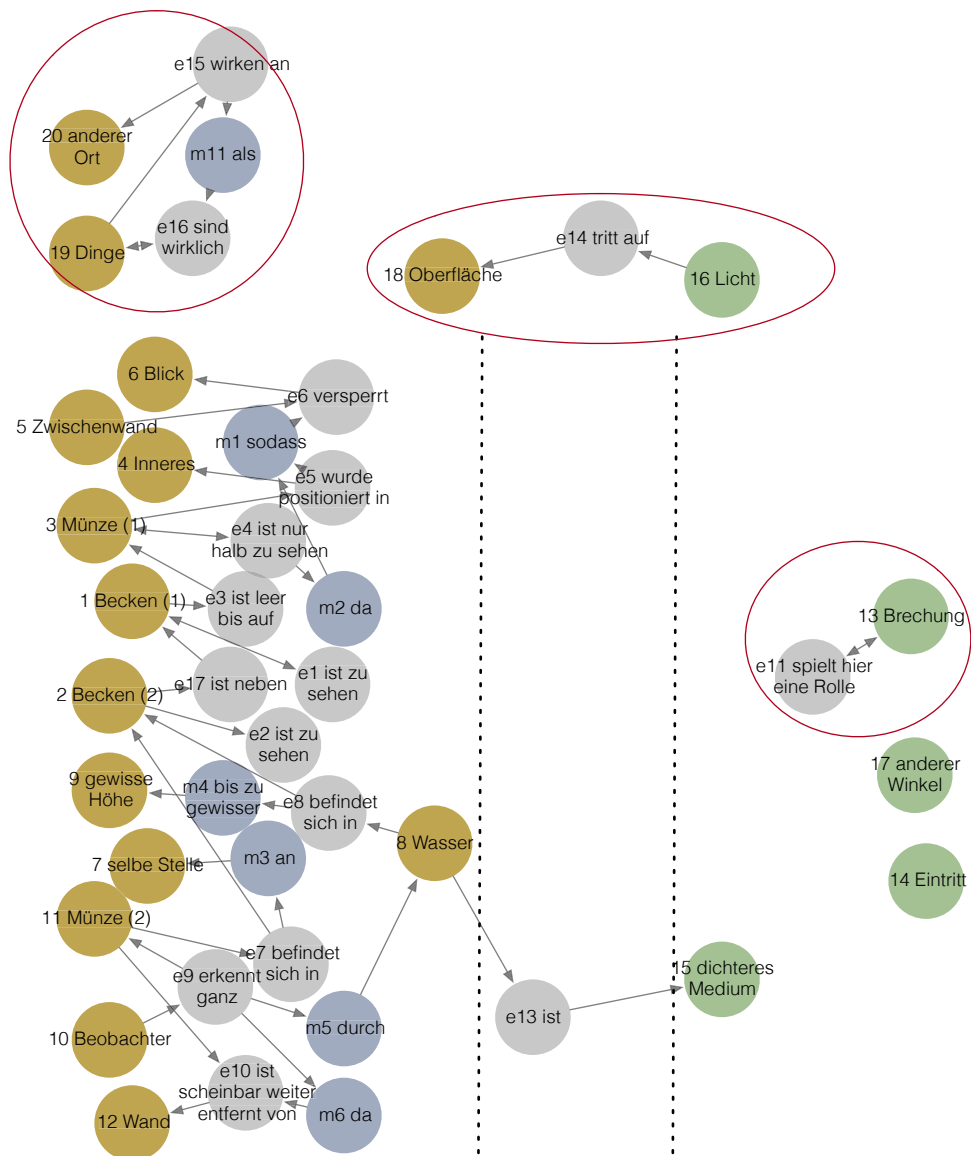 e15 wirken an
20 anderer
Ort
m11 als
e16 sind
wirklich
19 Dinge
e14 tritt auf
18 Oberfläche
16 Licht
6 Blick
e6 versperrt
5 Zwischenwand
m1 sodass
4 Inneres
e5 wurde
positioniert in
3 Münze (1)
e4 ist nur
halb zu sehen
1 Becken (1)
e3 ist leer
bis auf
m2 da
13 Brechung
e11 spielt hier
eine Rolle
e17 ist neben
e1 ist zu
sehen
2 Becken (2)
e2 ist zu
sehen
17 anderer
Winkel
9 gewisse
Höhe
m4 bis zu
gewisser
e8 befindet
sich in
8 Wasser
7 selbe Stelle
m3 an
14 Eintritt
11 Münze (2)
e7 befindet
sich in
e9 erkennt
ganz
15 dichteres
Medium
10 Beobachter
m5 durch
e13 ist
e10 ist
scheinbar weiter
entfernt von
12 Wand
m6 da